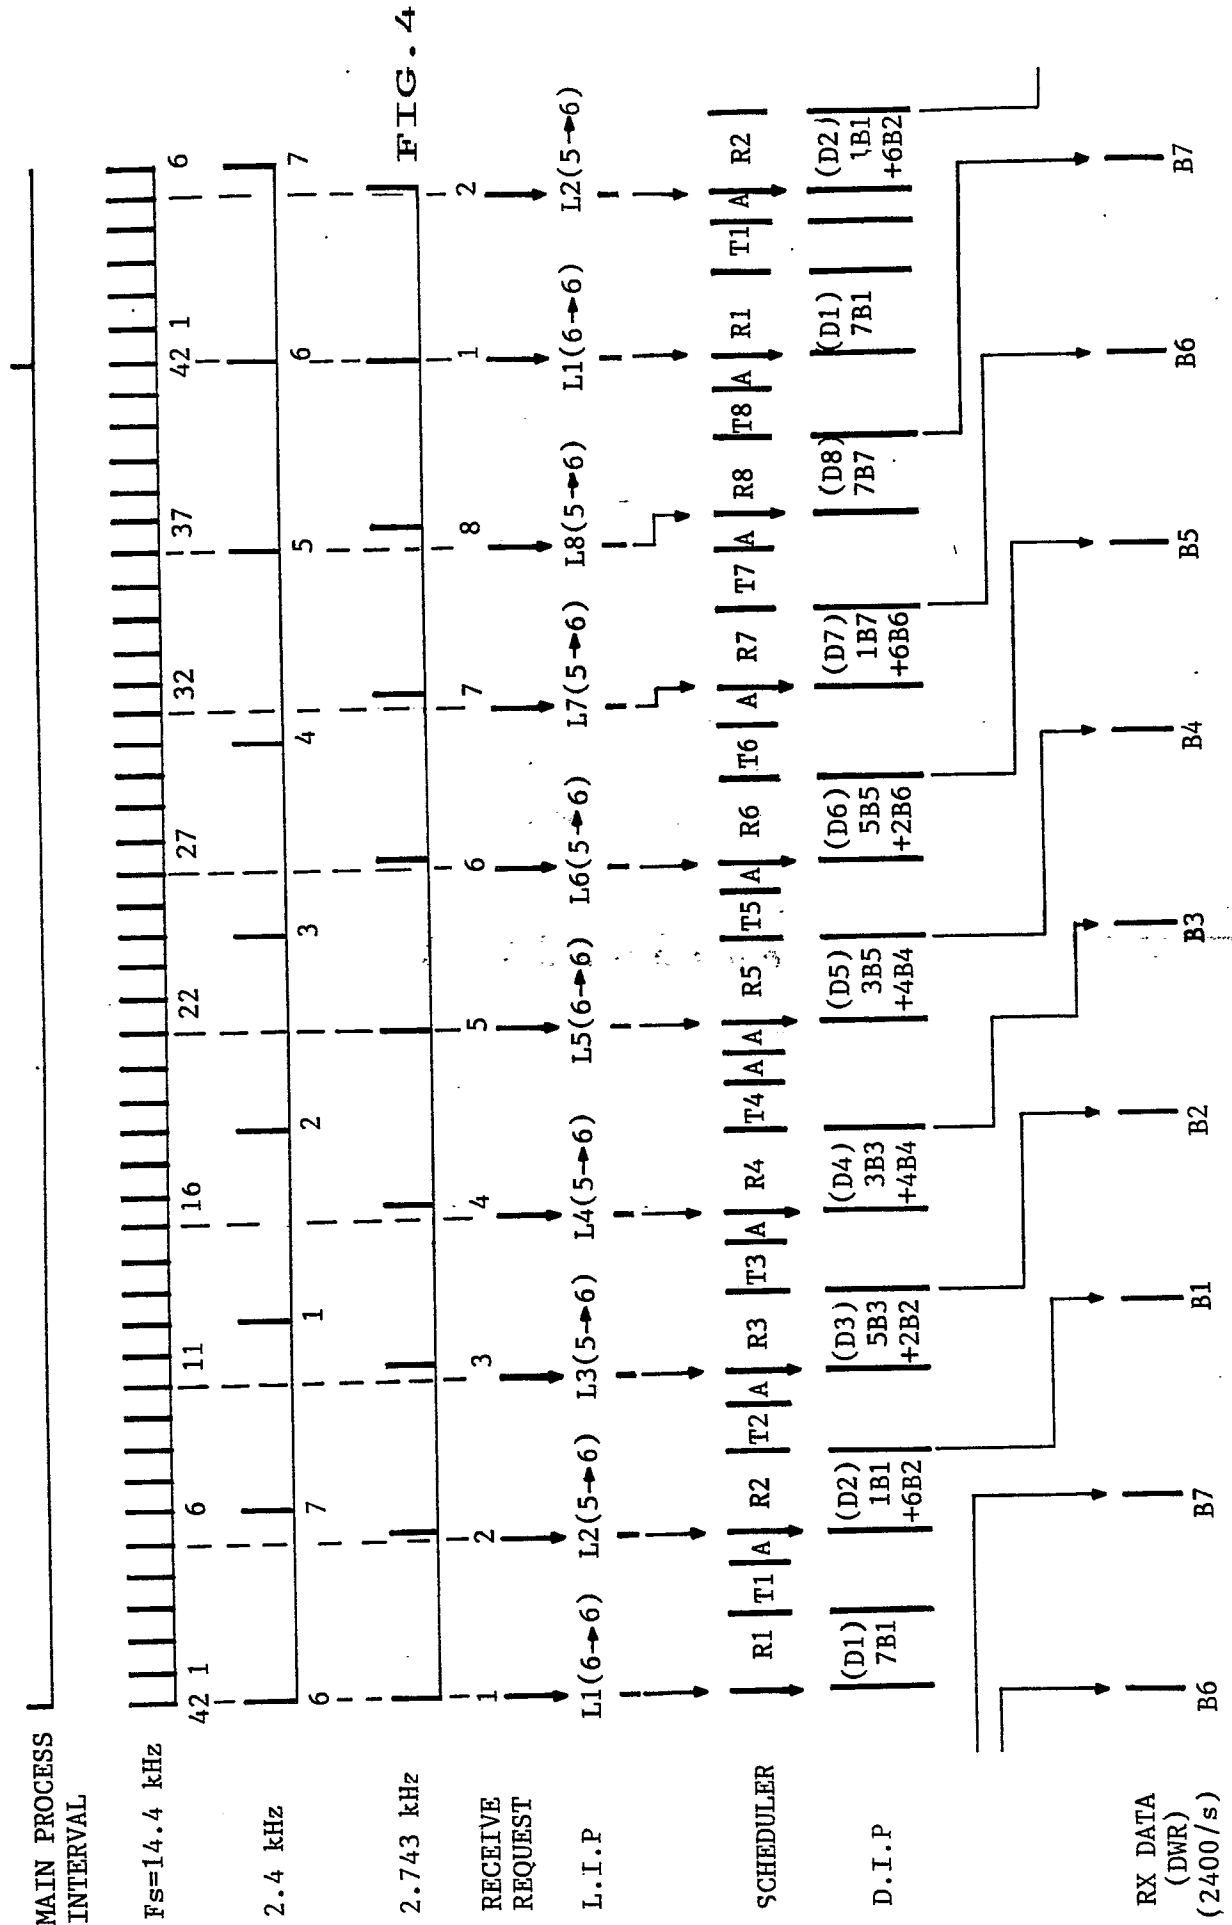 FIG.4
MAIN PROCESS
INTERVAL
Fs=14.4 kHz
42 1 6 11 16 22 27 32 37 42 1 6
2.4 kHz
6 7 1 2 3 4 5 6 7
2.743 kHz
RECEIVE
REQUEST
1 2 3 4 5 6 7 8 1 2
L.I.P
L1(6→6) L2(5→6) L3(5→6) L4(5→6) L5(6→6) L6(5→6) L7(5→6) L8(5→6) L1(6→6) L2(5→6)
SCHEDULER
R1 T1 A R2 T2 A R3 T3 A R4 T4 A A R5 T5 A R6 T6 A R7 T7 A R8 T8 A R1 T1 A R2
D.I.P
(D1) (D2) (D3) (D4) (D5) (D6) (D7) (D8) (D1) (D2)
7B1 1B1 5B3 3B3 3B5 5B5 1B7 7B7 7B1 1B1
+6B2 +2B2 +4B4 +4B4 +2B6 +6B6 +6B2
RX DATA
(DWR)
(2400/s)
B6 B7 B1 B2 B3 B4 B5 B6 B7